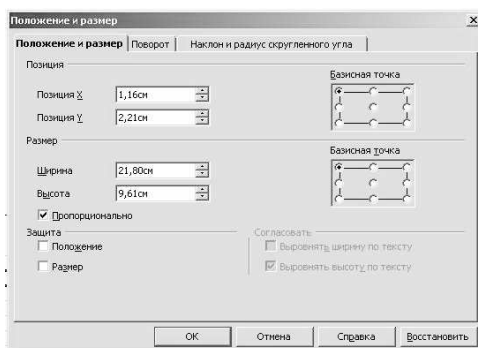 Положение и размер
Положение и размер Поворот Наклон и радиус скругленного угла
Позиция
Базисная точка
Позиция X 1,16см
Позиция Y 2,21см
Размер
Базисная точка
Ширина 21,80см
Высота 9,61см
Пропорционально
Защита Согласовать
Положение Выровнять ширину по тексту
Размер Выровнять высоту по тексту
ОК Отмена Справка Восстановить